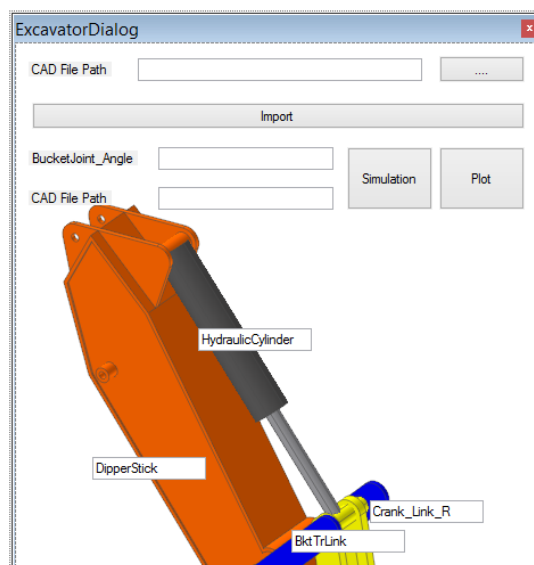 ExcavatorDialog
x
CAD File Path
....
Import
BucketJoint_Angle
Simulation
Plot
CAD File Path
HydraulicCylinder
DipperStick
Crank_Link_R
BktTrLink